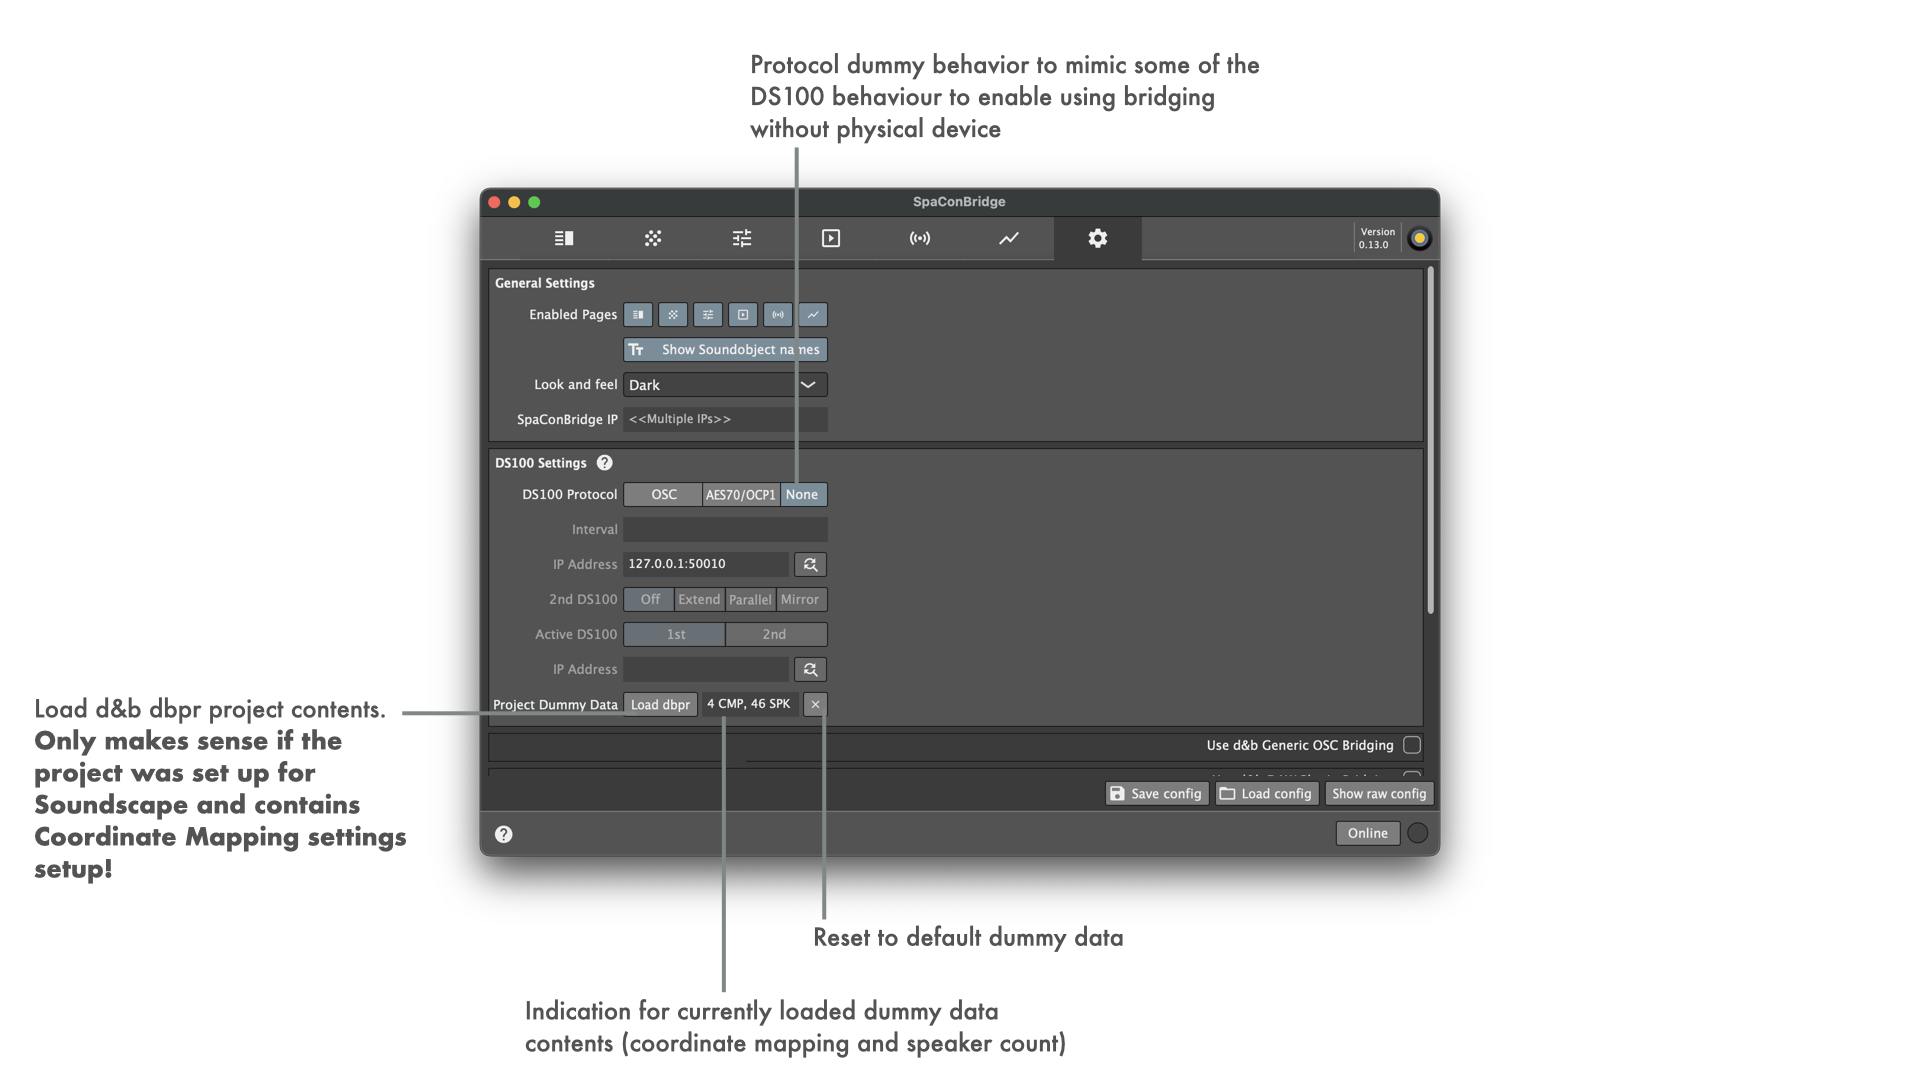 Protocol dummy behavior to mimic some of the
DS100 behaviour to enable using bridging
without physical device
SpaConBridge
Version
0.13.0
General Settings
Enabled Pages
Show Soundobject names
Look and feel Dark
SpaConBridge IP <<Multiple IPs>>
DS100 Settings ?
DS100 Protocol OSC AES70/OCP1 None
Interval
IP Address 127.0.0.1:50010
2nd DS100 Off Extend Parallel Mirror
Active DS100 1st 2nd
IP Address
Project Dummy Data Load dbpr 4 CMP, 46 SPK ×
Use d&b Generic OSC Bridging
Save config Load config Show raw config
? Online
Load d&b dbpr project contents.
Only makes sense if the
project was set up for
Soundscape and contains
Coordinate Mapping settings
setup!
Reset to default dummy data
Indication for currently loaded dummy data
contents (coordinate mapping and speaker count)